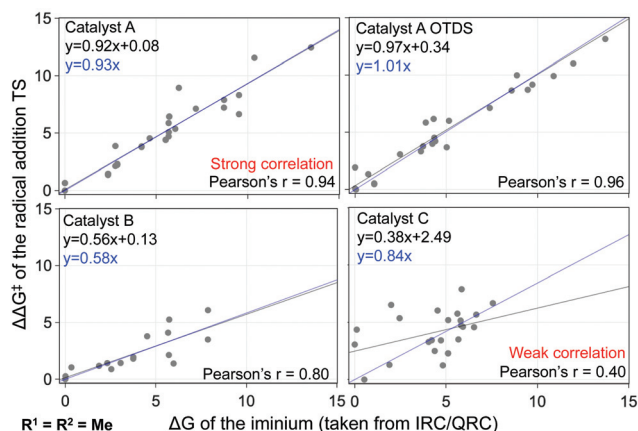 ΔΔG‡ of the radical addition TS
Catalyst A
y=0.92x+0.08
y=0.93x
Strong correlation
Pearson's r = 0.94
15
10
5
0
Catalyst A OTDS
y=0.97x+0.34
y=1.01x
Pearson's r = 0.96
Catalyst B
y=0.56x+0.13
y=0.58x
Pearson's r = 0.80
15
10
5
0
0 5 10 15
Catalyst C
y=0.38x+2.49
y=0.84x
Weak correlation
Pearson's r = 0.40
0 5 10 15
R¹ = R² = Me
ΔG of the iminium (taken from IRC/QRC)